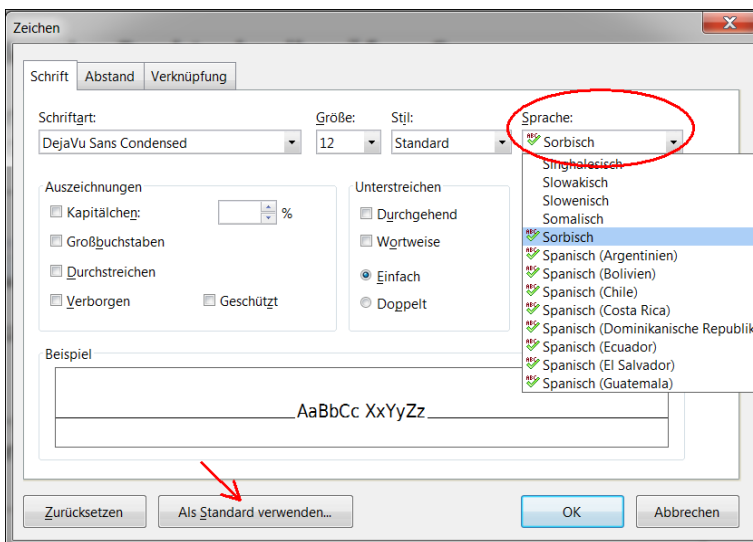 Zeichen
Schrift Abstand Verknüpfung
Schriftart: Größe: Stil: Sprache:
DejaVu Sans Condensed 12 Standard Sorbisch
Singhalesisch
Slowakisch
Slowenisch
Somalisch
Sorbisch
Spanisch (Argentinien)
Spanisch (Bolivien)
Spanisch (Chile)
Spanisch (Costa Rica)
Spanisch (Dominikanische Republik
Spanisch (Ecuador)
Spanisch (El Salvador)
Spanisch (Guatemala)
Auszeichnungen
Kapitälchen: %
Großbuchstaben
Durchstreichen
Verborgen Geschützt
Unterstreichen
Durchgehend
Wortweise
Einfach
Doppelt
Beispiel
AaBbCc XxYyZz
Zurücksetzen Als Standard verwenden... OK Abbrechen